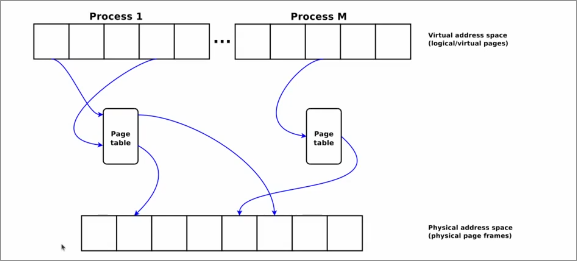 Process 1
Process M
...
Virtual address space
(logical/virtual pages)
Page
table
Page
table
Physical address space
(physical page frames)